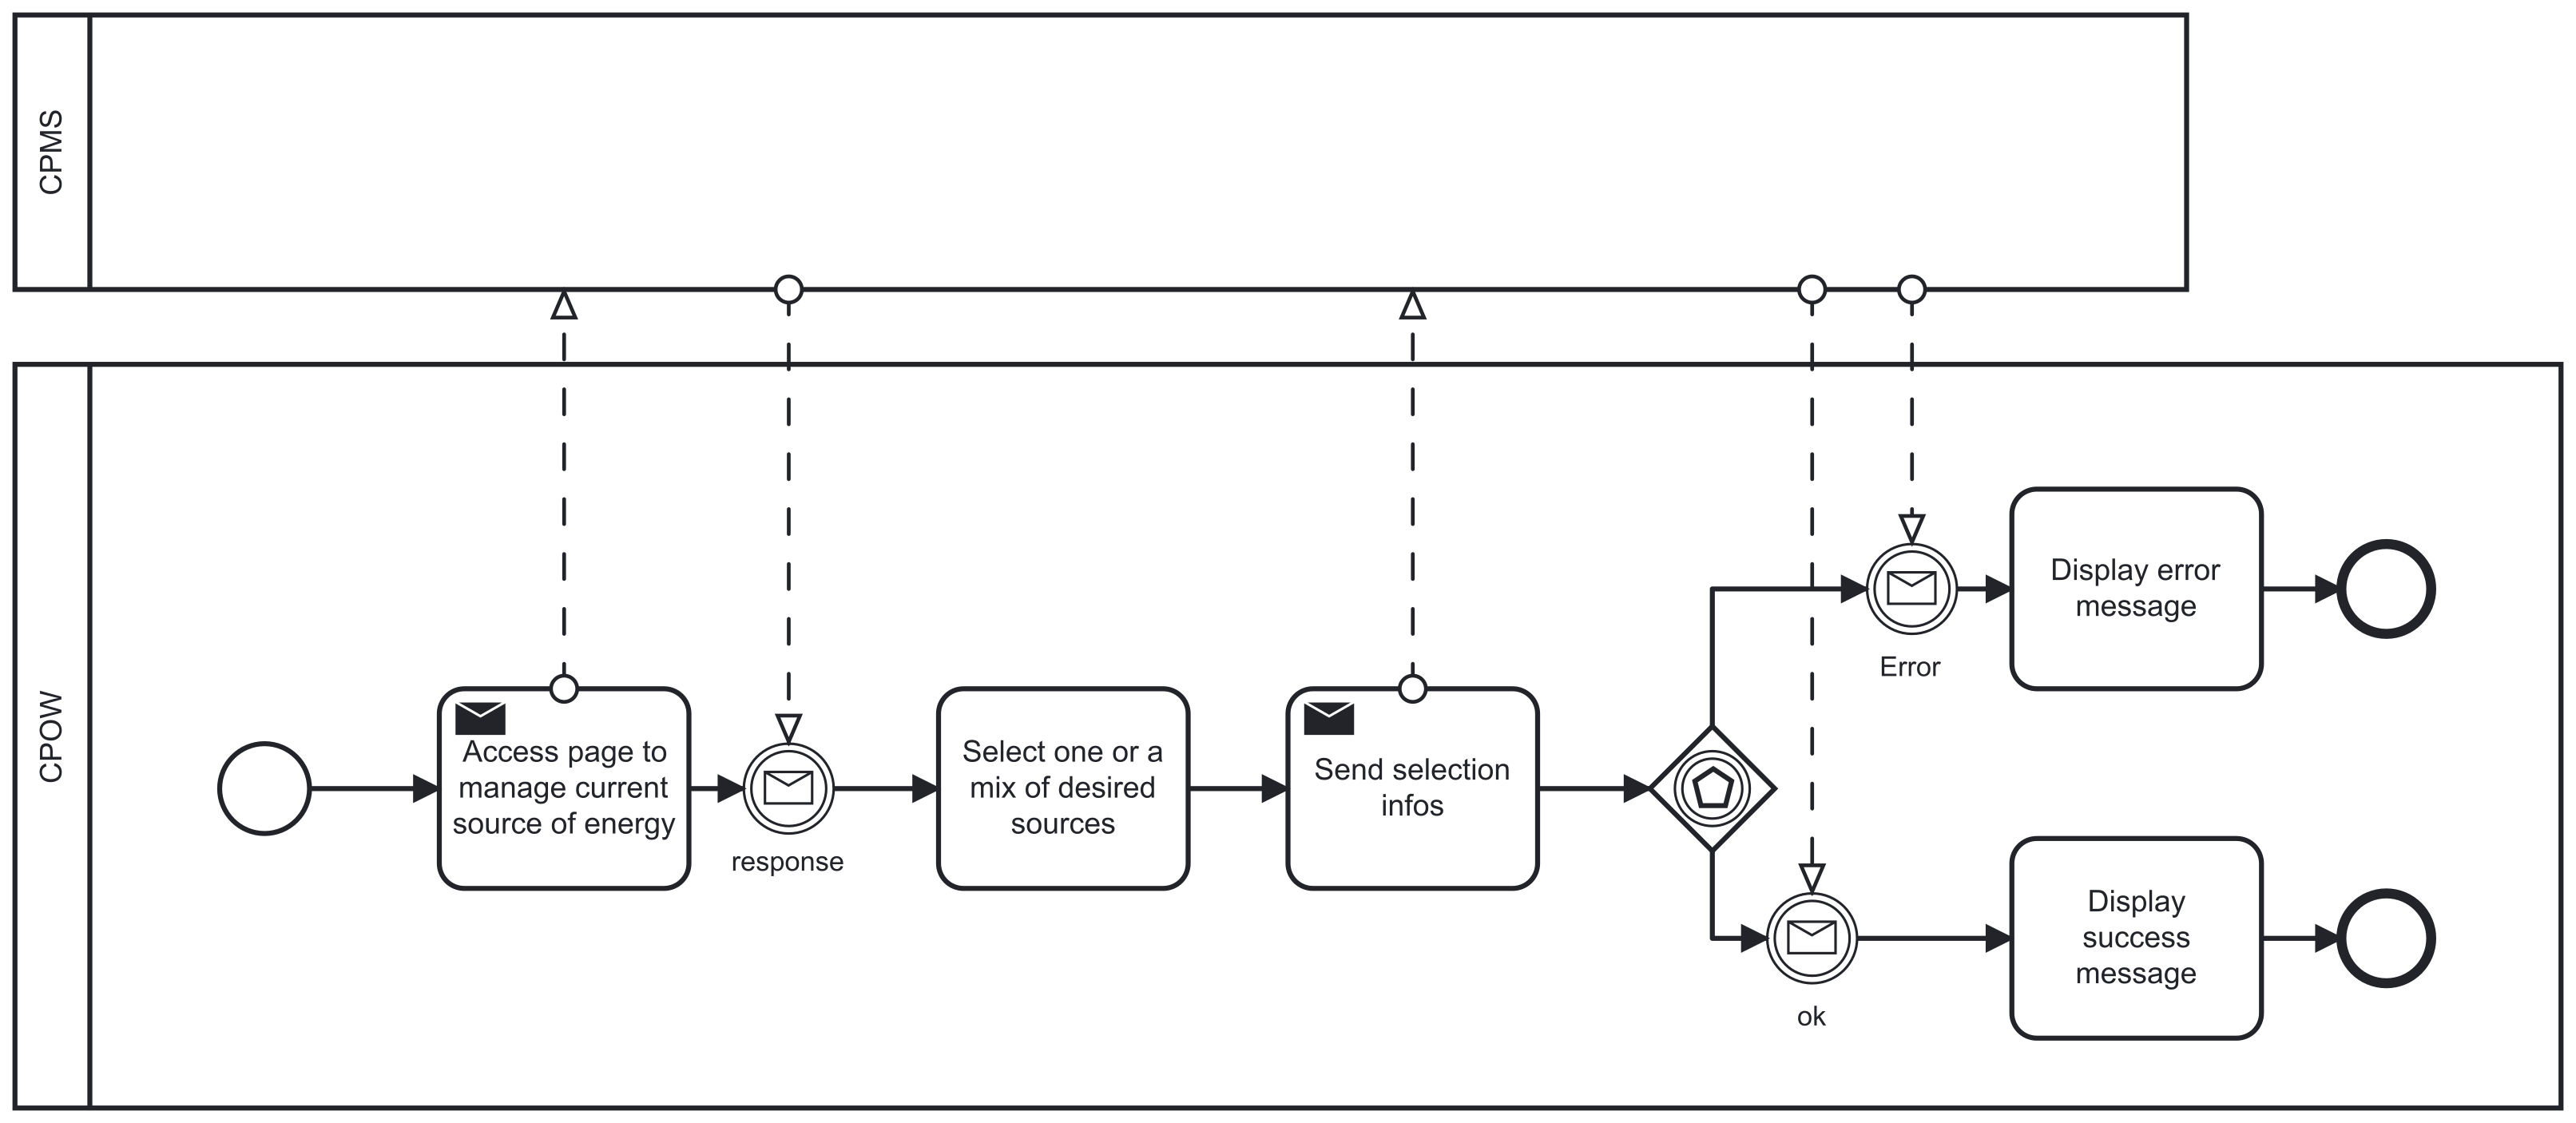 CPMS
CPOW
Access page to
manage current
source of energy
response
Select one or a
mix of desired
sources
Send selection
infos
Error
Display error
message
ok
Display
success
message